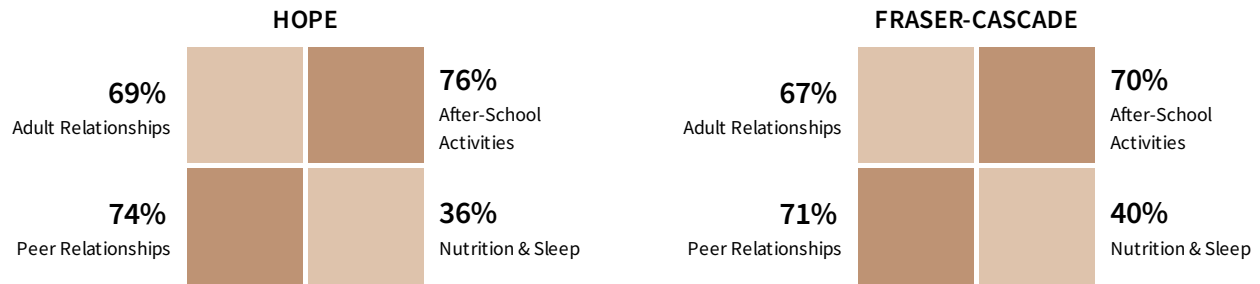 HOPE
69%
Adult Relationships
76%
After-School
Activities
74%
Peer Relationships
36%
Nutrition & Sleep
FRASER-CASCADE
67%
Adult Relationships
70%
After-School
Activities
71%
Peer Relationships
40%
Nutrition & Sleep